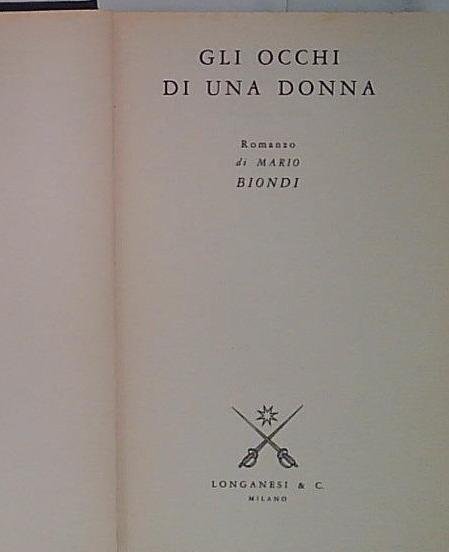 GLI OCCHI
DI UNA DONNA
Romanzo
di MARIO
BIONDI
LONGANESI & C.
MILANO